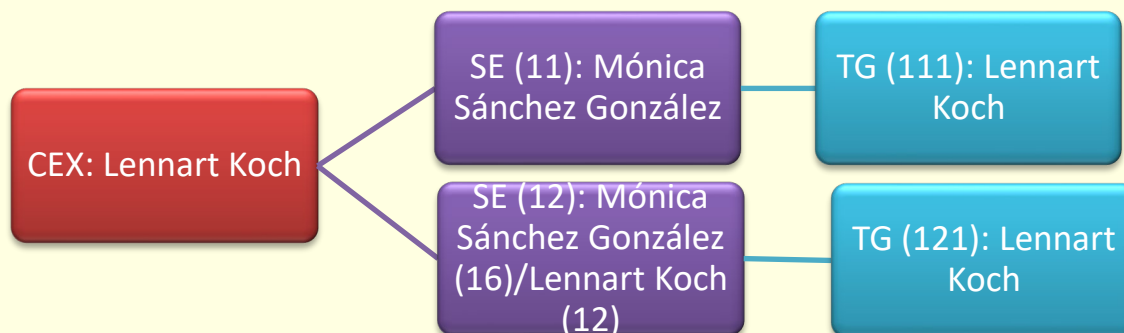 CEX: Lennart Koch
SE (11): Mónica
Sánchez González
TG (111): Lennart
Koch
SE (12): Mónica
Sánchez González
(16)/Lennart Koch
(12)
TG (121): Lennart
Koch